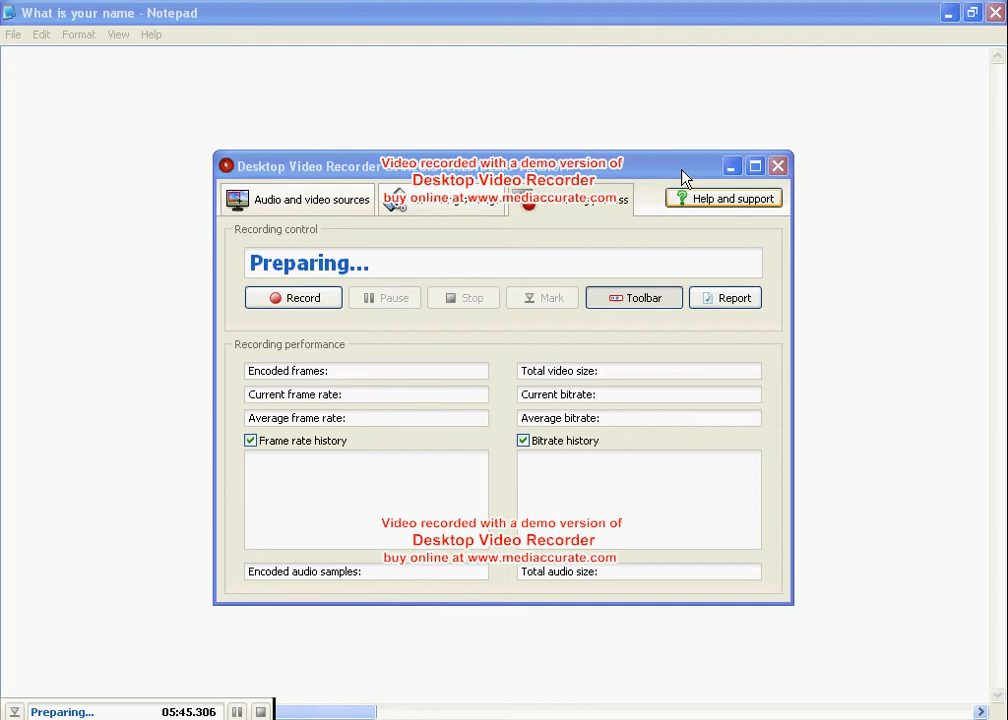 What is your name - Notepad
File Edit Format View Help
Desktop Video Recorder
Video recorded with a demo version of
Desktop Video Recorder
buy online at www.mediaccurate.com
Audio and video sources
Help and support
Recording control
Preparing...
Record Pause Stop Mark Toolbar Report
Recording performance
Encoded frames: Total video size:
Current frame rate: Current bitrate:
Average frame rate: Average bitrate:
Frame rate history Bitrate history
Video recorded with a demo version of
Desktop Video Recorder
buy online at www.mediaccurate.com
Encoded audio samples: Total audio size:
Preparing... 05:45.306